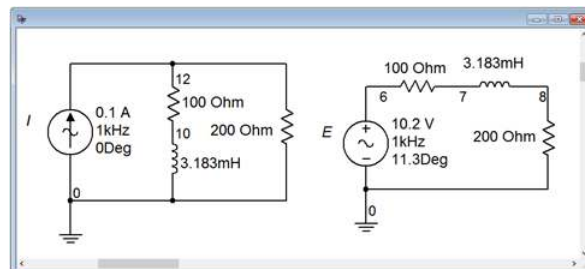 12
100 Ohm
I
0.1 A
1kHz
0Deg
10
200 Ohm
3.183mH
0
3.183mH
100 Ohm
6
7
8
E
10.2 V
1kHz
11.3Deg
200 Ohm
0